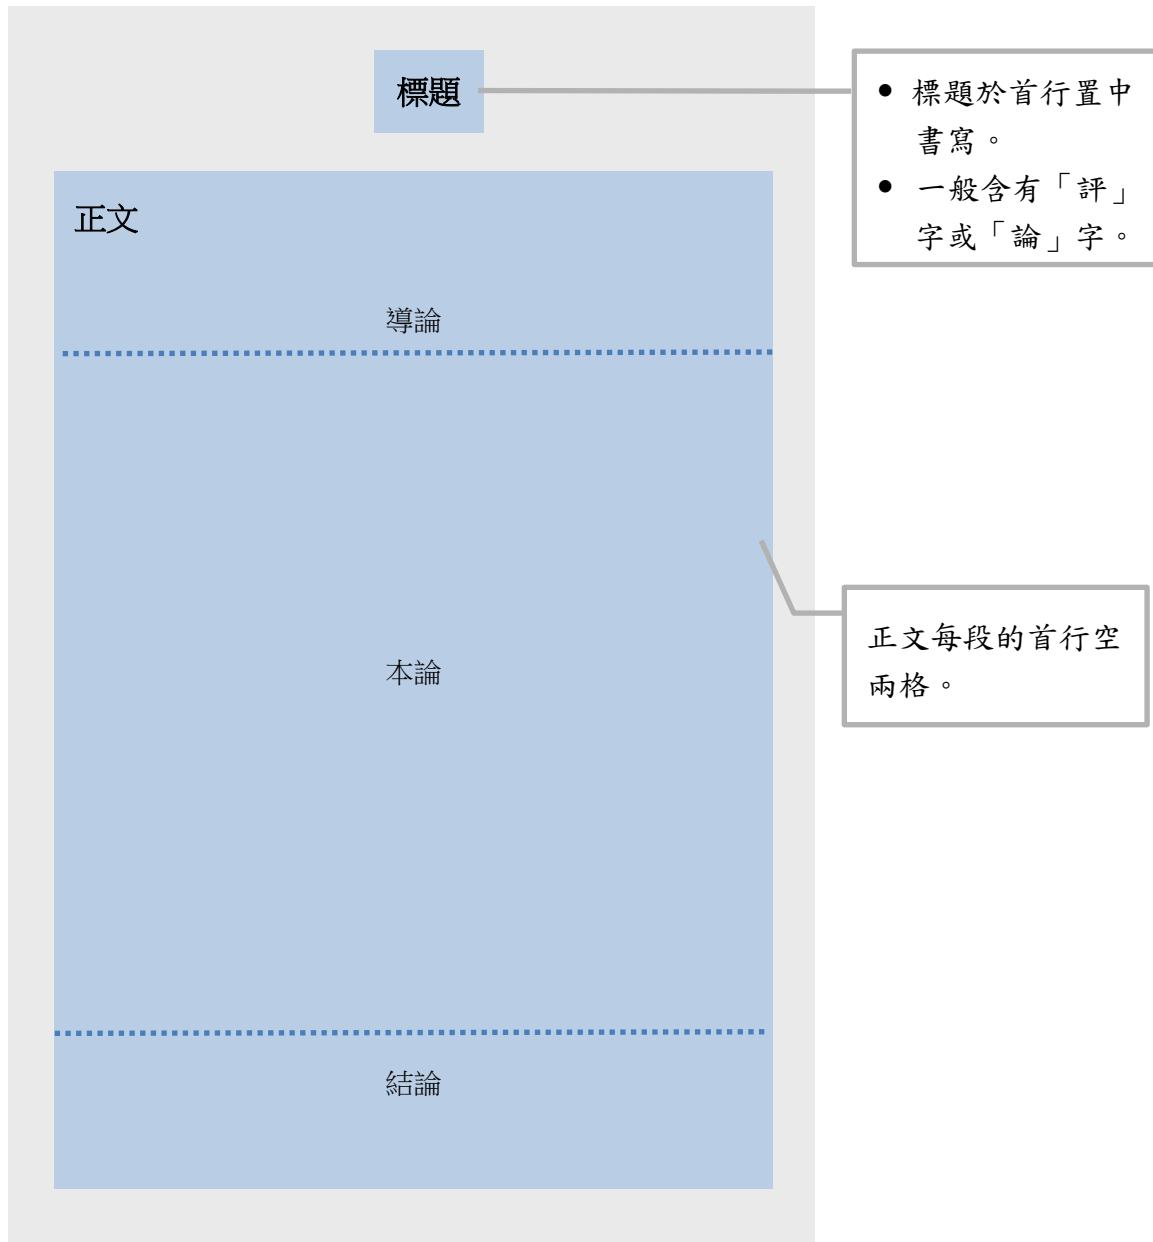 標題
● 標題於首行置中
書寫。
● 一般含有「評」
字或「論」字。
正文
導論
本論
正文每段的首行空
兩格。
結論